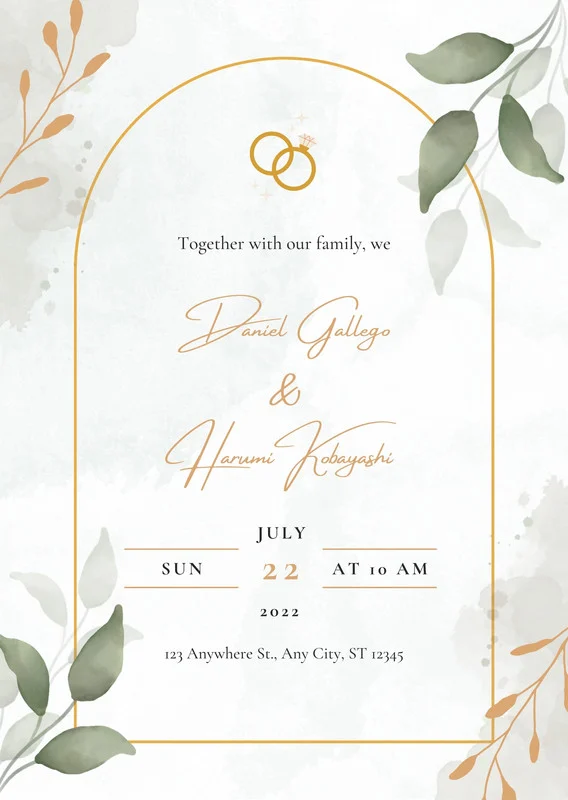 Together with our family, we
Daniel Gallego
&
Harumi Kobayashi
JULY
SUN 22 AT 10 AM
2022
123 Anywhere St., Any City, ST 12345